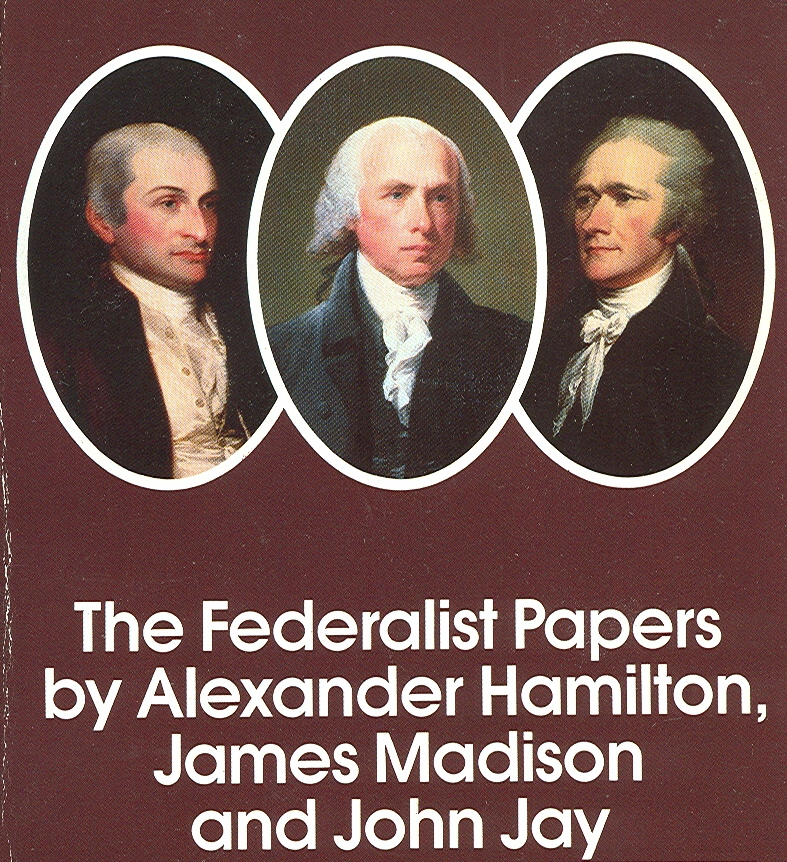 The Federalist Papers
by Alexander Hamilton,
James Madison
and John Jay